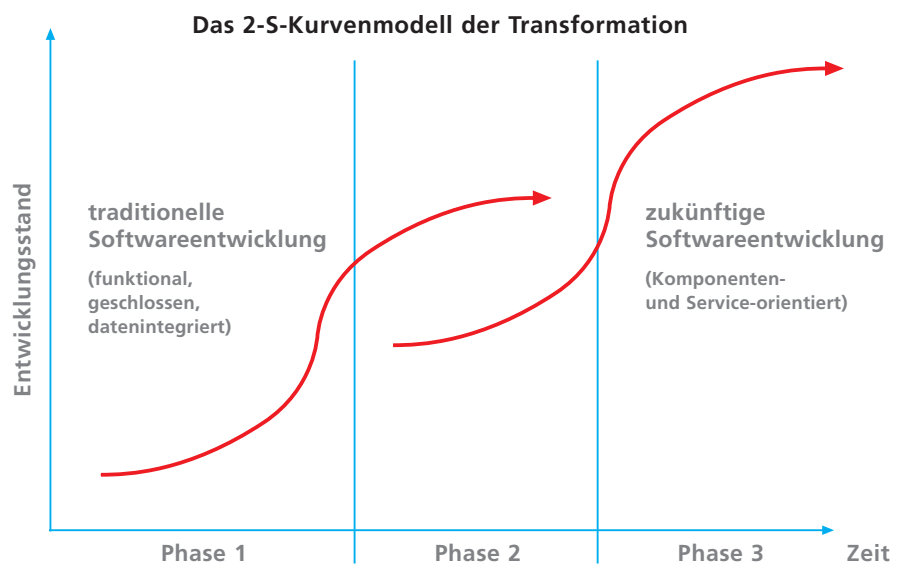 Das 2-S-Kurvenmodell der Transformation
Entwicklungsstand
traditionelle
Softwareentwicklung
(funktional,
geschlossen,
datenintegriert)
zukünftige
Softwareentwicklung
(Komponenten-
und Service-orientiert)
Phase 1
Phase 2
Phase 3
Zeit